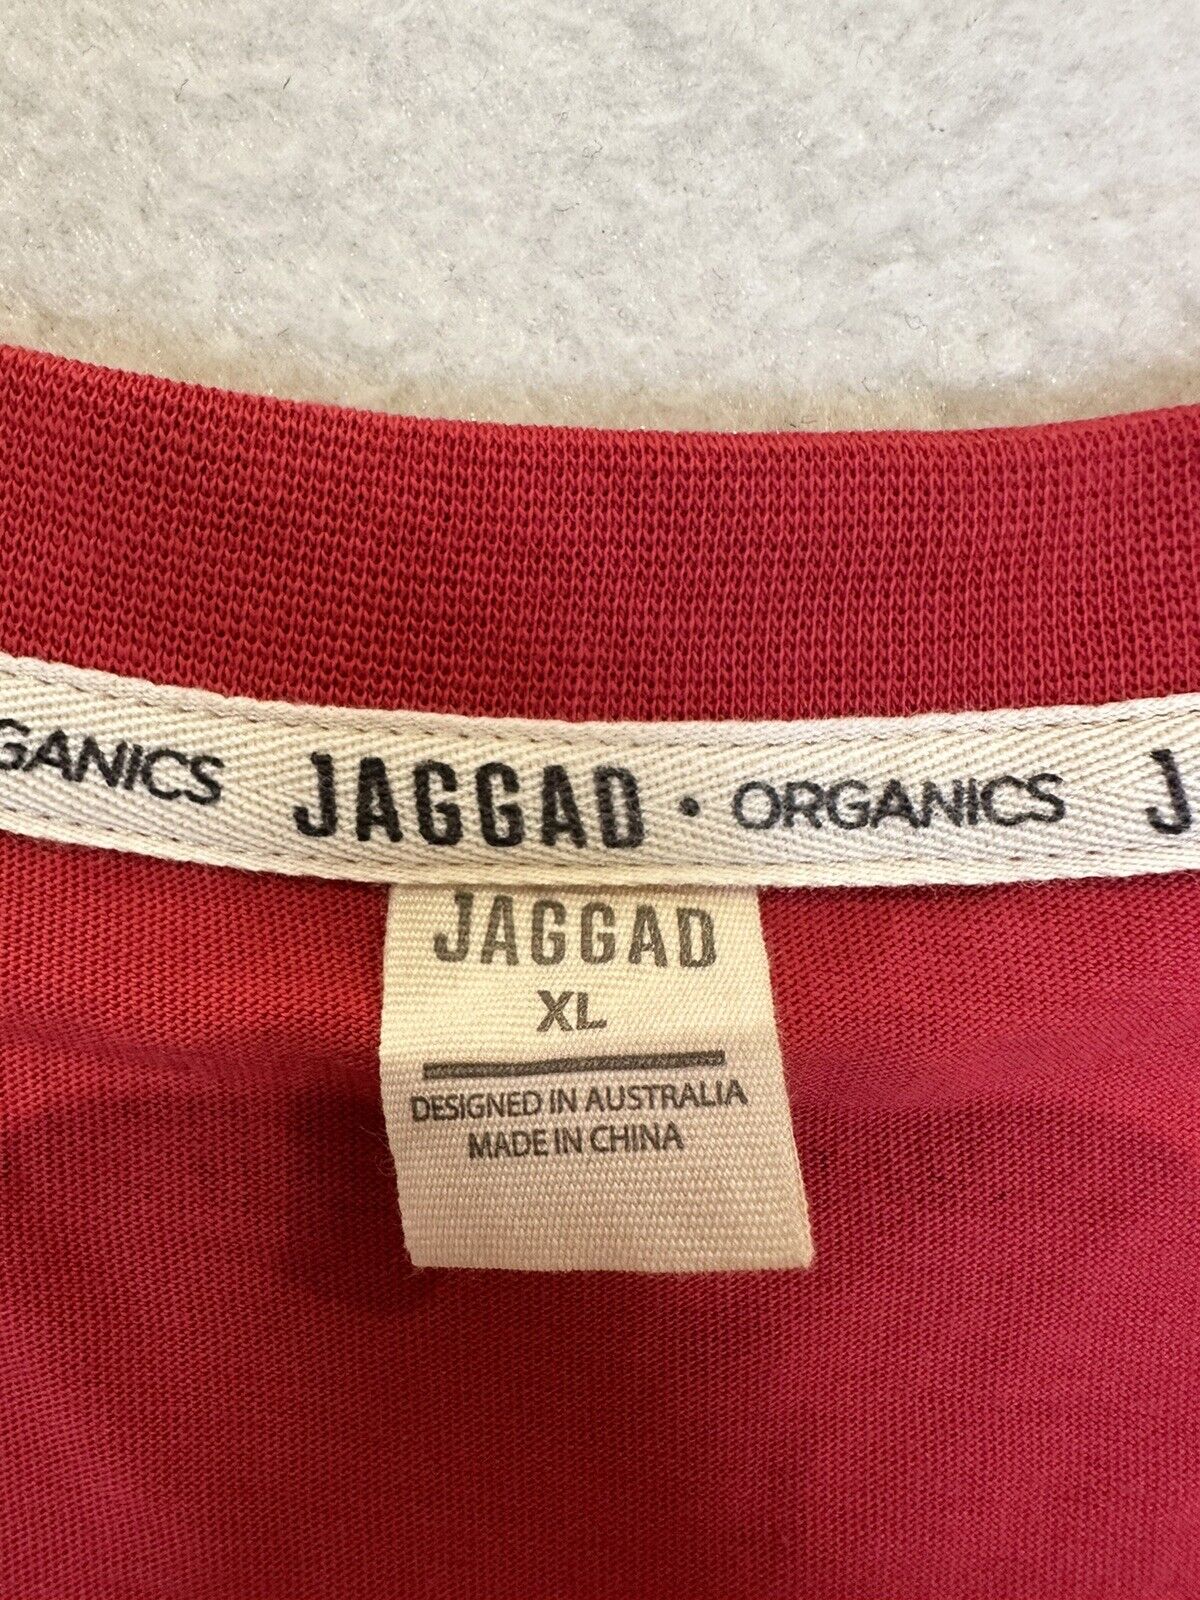 GANICS JAGGAD • ORGANICS J
JAGGAD
XL
DESIGNED IN AUSTRALIA
MADE IN CHINA